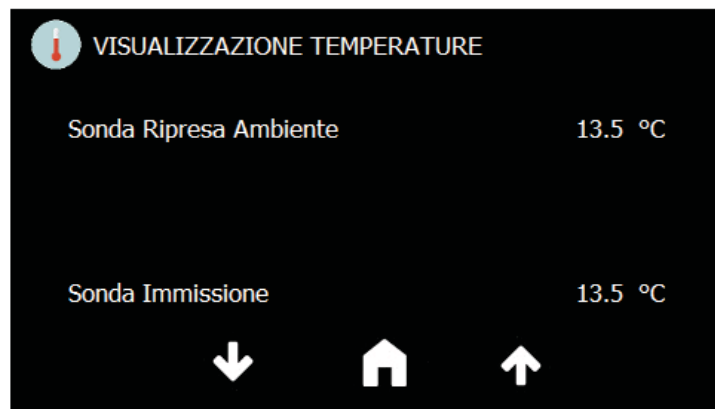 VISUALIZZAZIONE TEMPERATURE
Sonda Ripresa Ambiente 13.5 °C
Sonda Immissione 13.5 °C